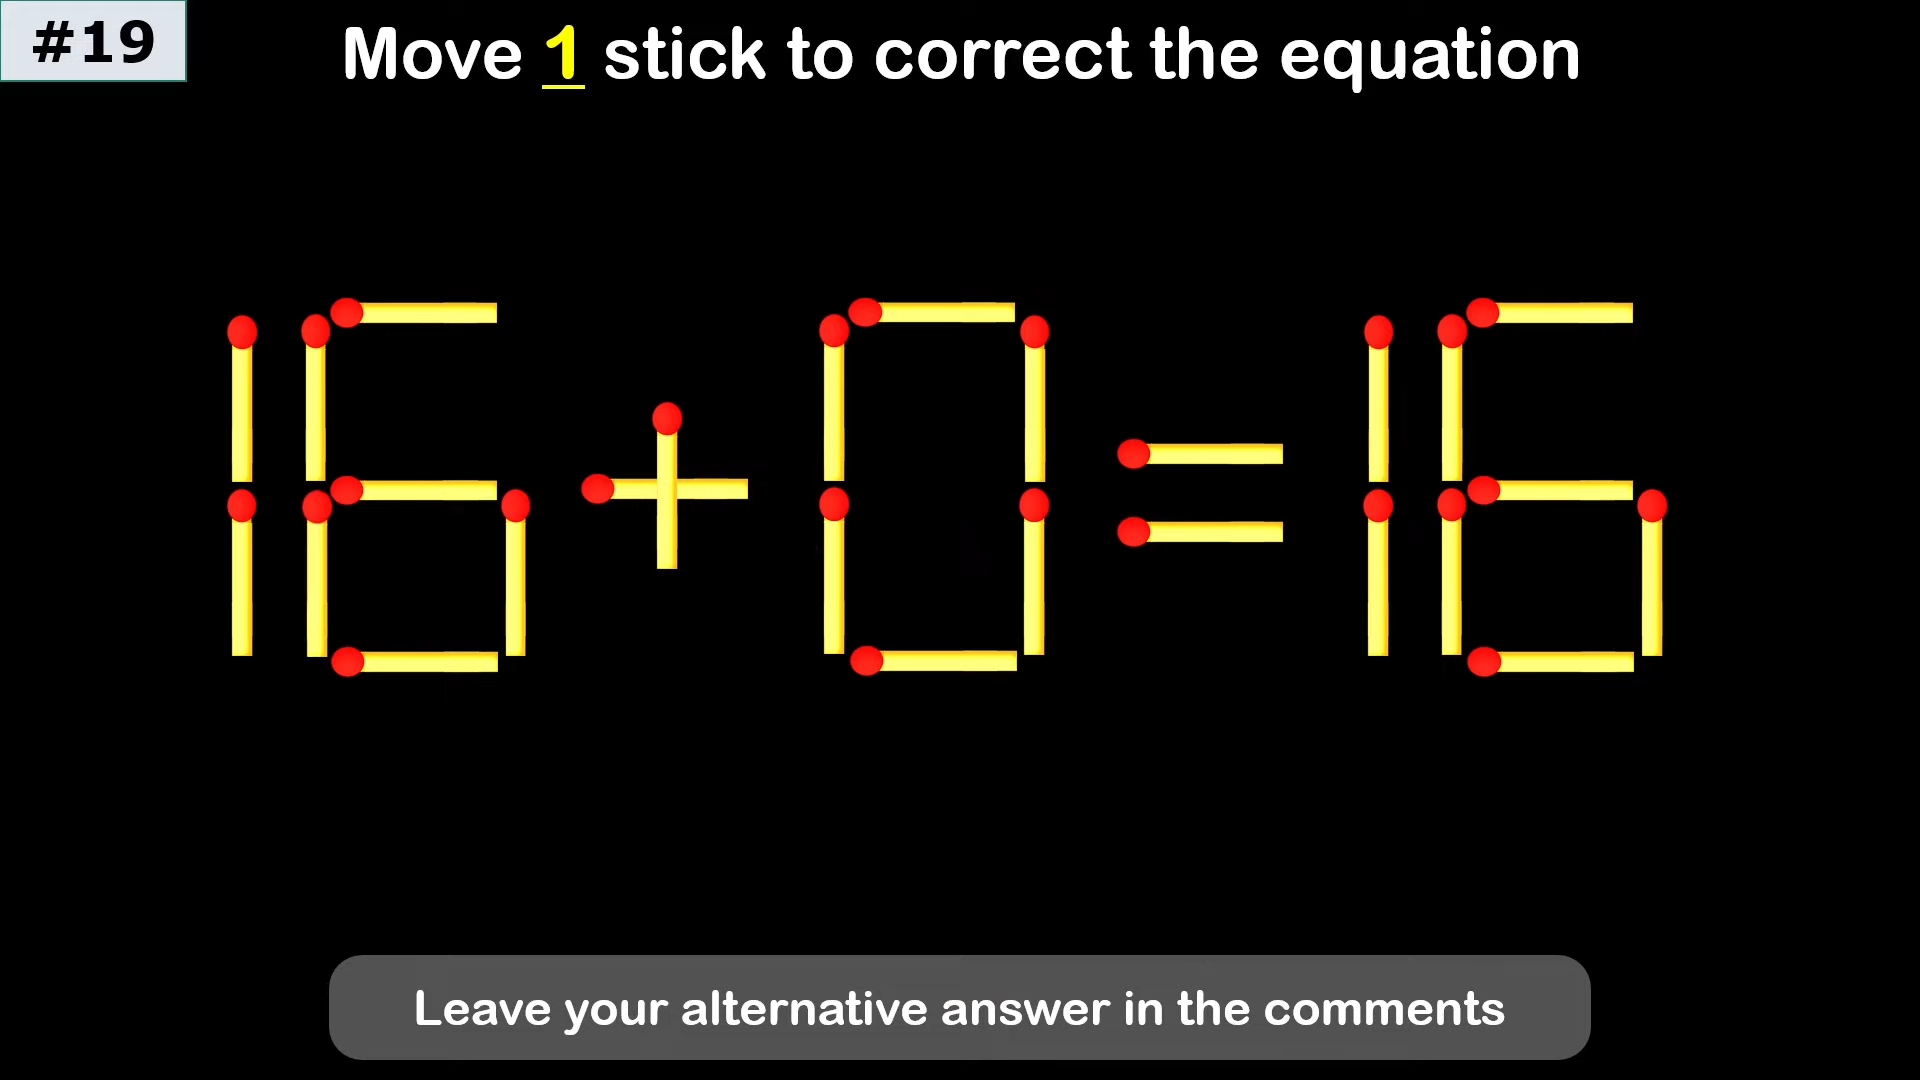 #19
Move 1 stick to correct the equation
16+0=16
Leave your alternative answer in the comments